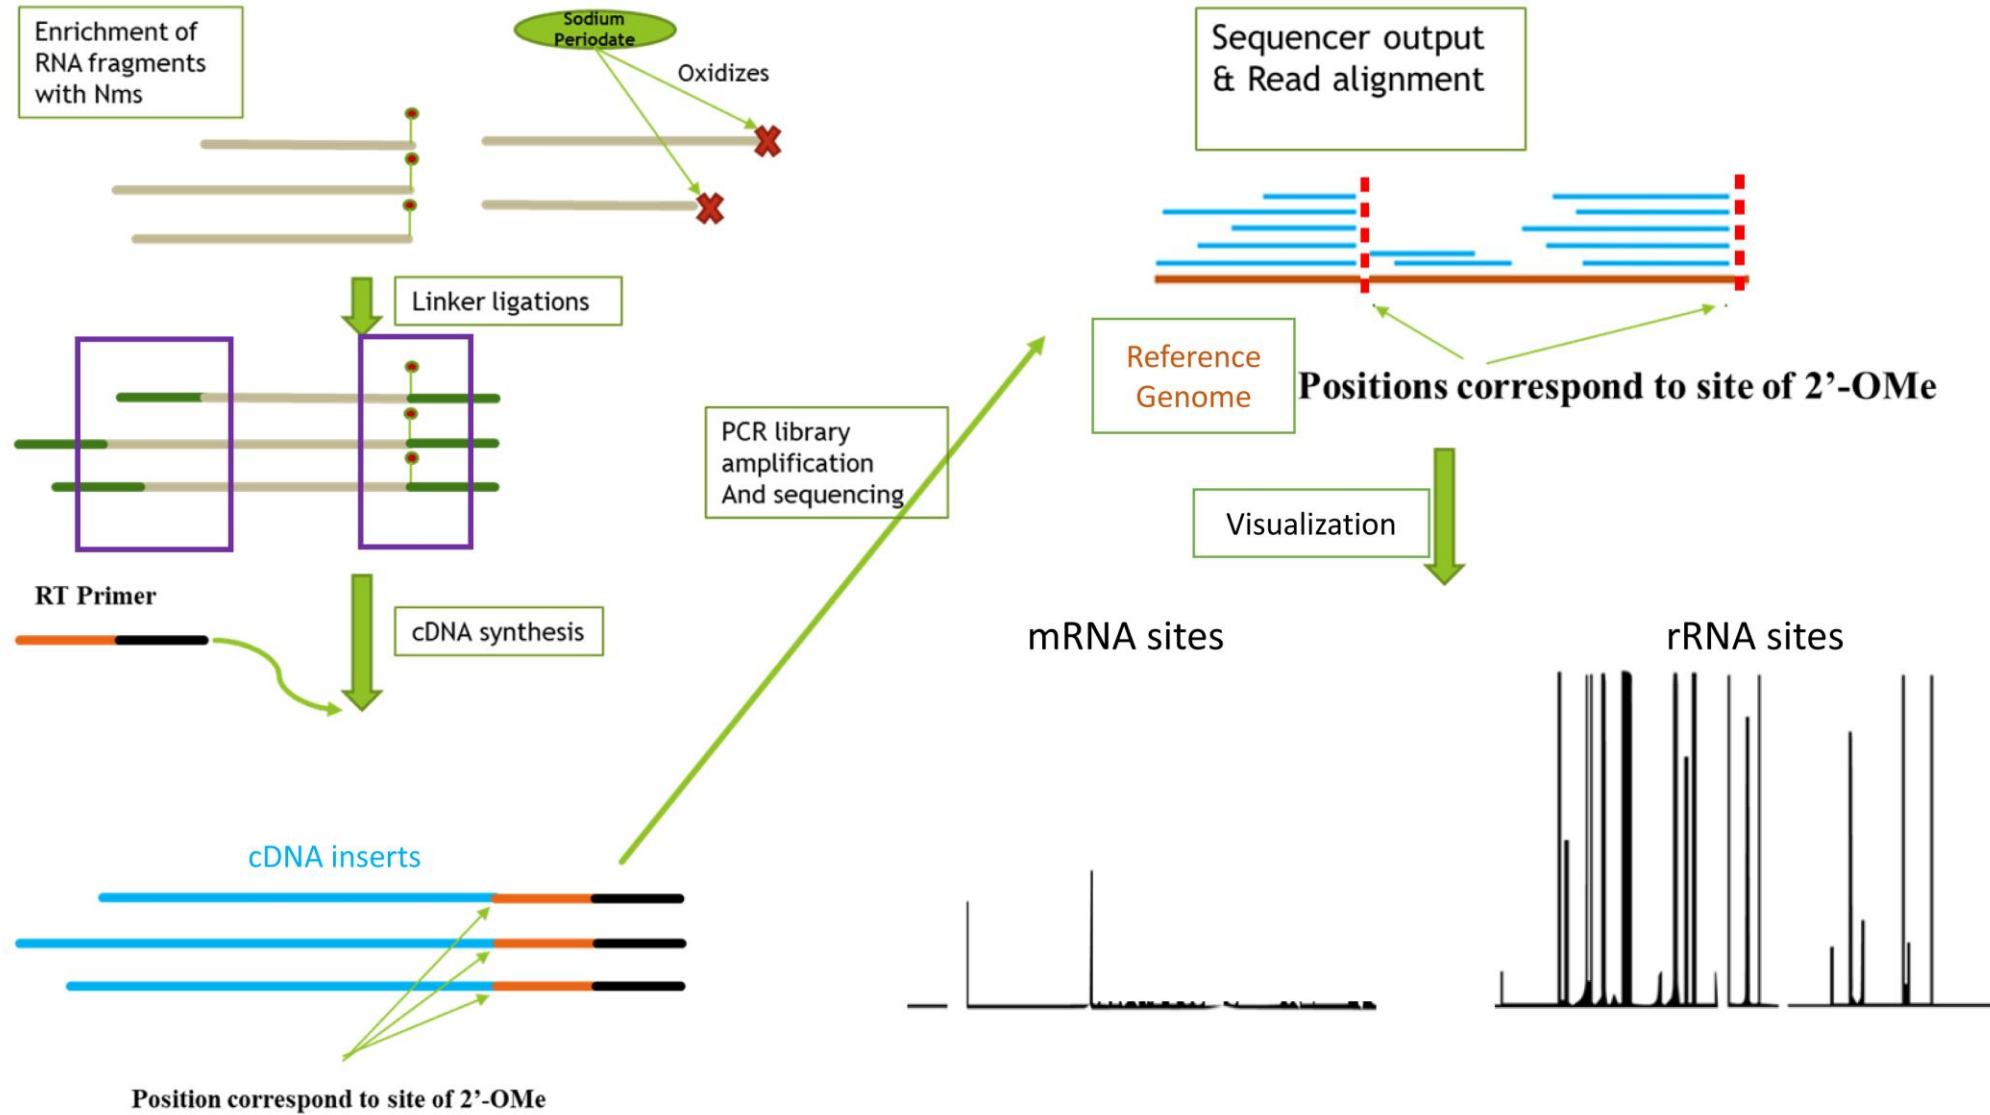 Enrichment of
RNA fragments
with Nms
Sodium
Periodate
Oxidizes
Linker ligations
RT Primer
cDNA synthesis
cDNA inserts
Position correspond to site of 2’-OMe
PCR library
amplification
And sequencing
Sequencer output
& Read alignment
Reference
Genome
Positions correspond to site of 2’-OMe
Visualization
mRNA sites
rRNA sites